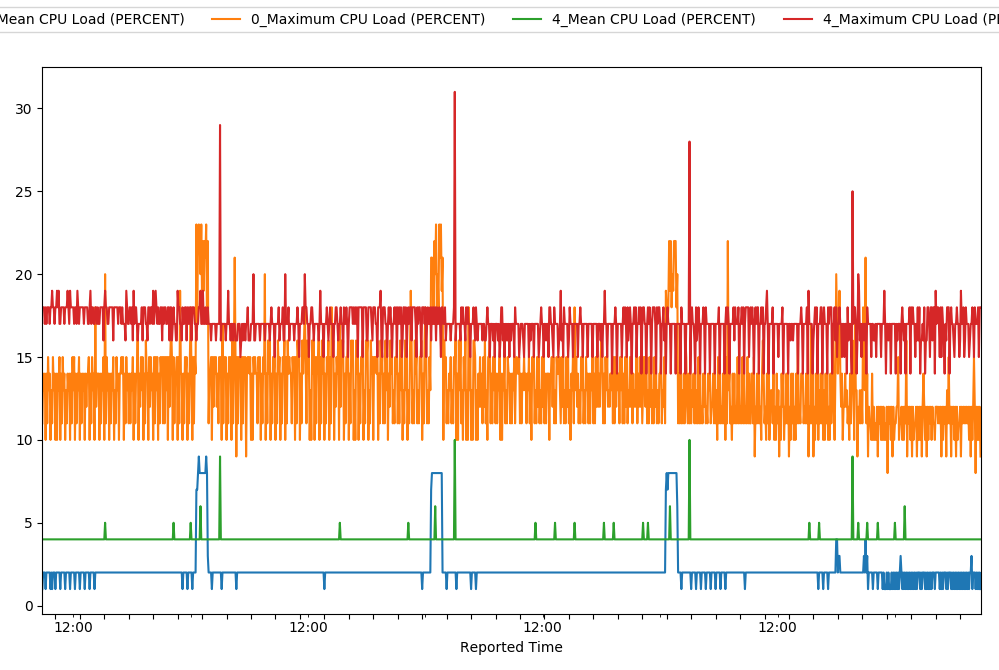 Mean CPU Load (PERCENT) 0_Maximum CPU Load (PERCENT) 4_Mean CPU Load (PERCENT) 4_Maximum CPU Load (P
30
25
20
15
10
5
0
12:00 12:00 12:00 12:00
Reported Time